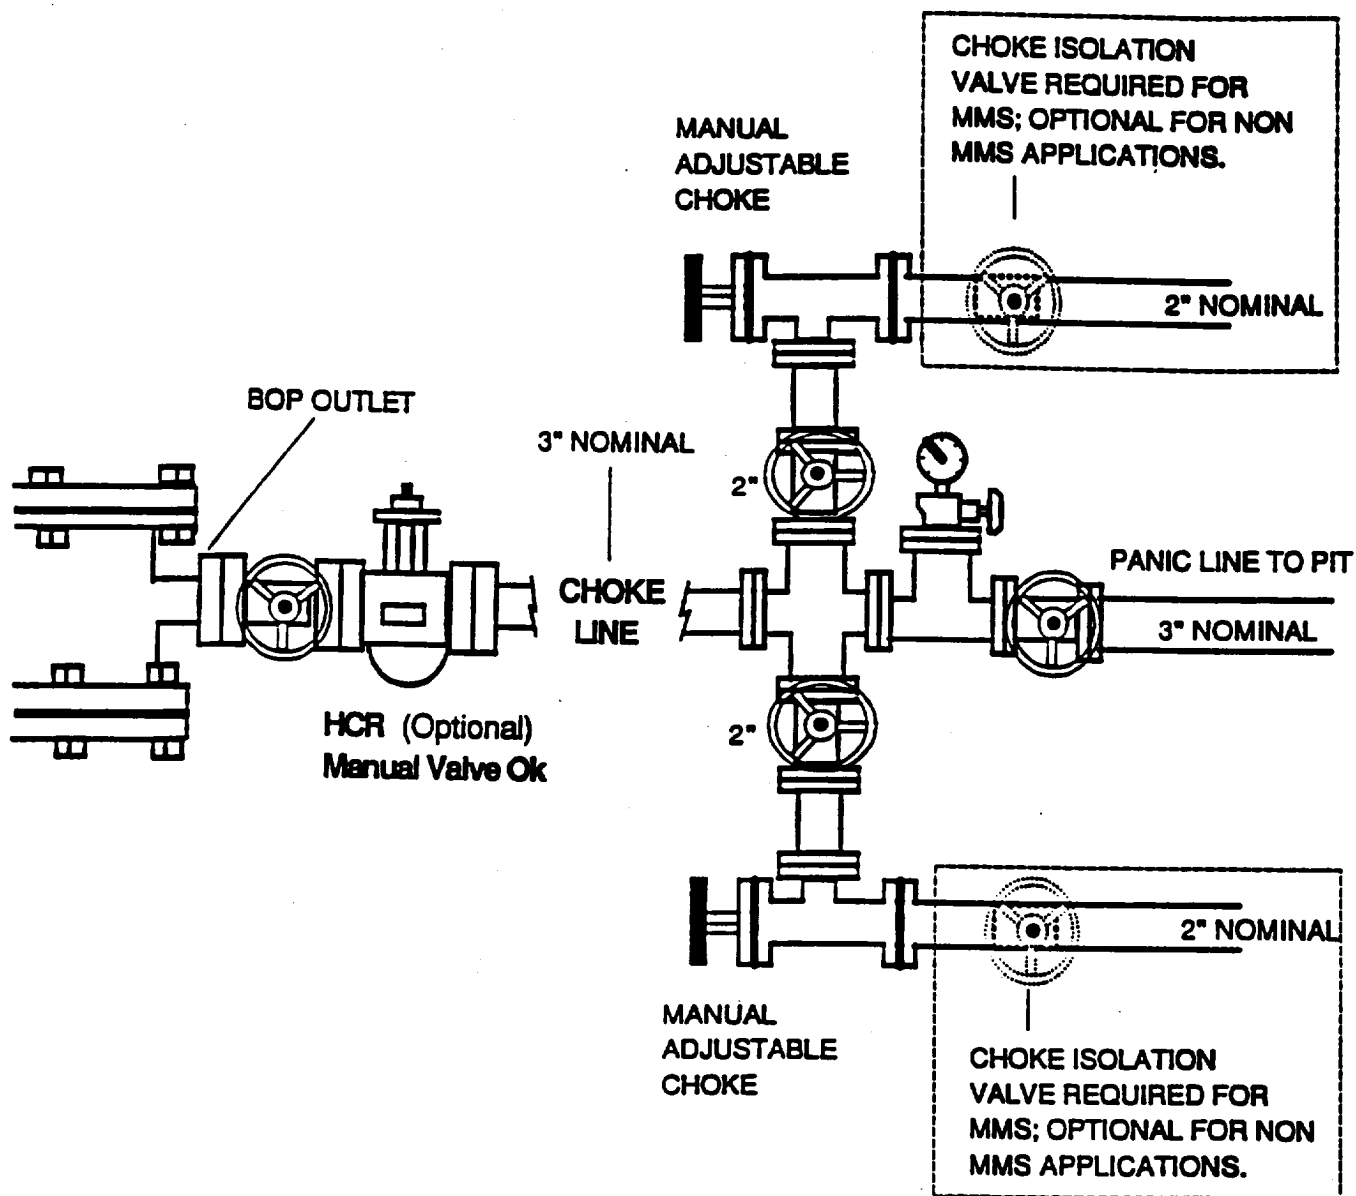 CHOKE ISOLATION
VALVE REQUIRED FOR
MMS; OPTIONAL FOR NON
MMS APPLICATIONS.
MANUAL
ADJUSTABLE
CHOKE
2" NOMINAL
BOP OUTLET
3" NOMINAL
2"
PANIC LINE TO PIT
CHOKE
LINE
3" NOMINAL
HCR (Optional)
Manual Valve Ok
2"
2" NOMINAL
MANUAL
ADJUSTABLE
CHOKE
CHOKE ISOLATION
VALVE REQUIRED FOR
MMS; OPTIONAL FOR NON
MMS APPLICATIONS.